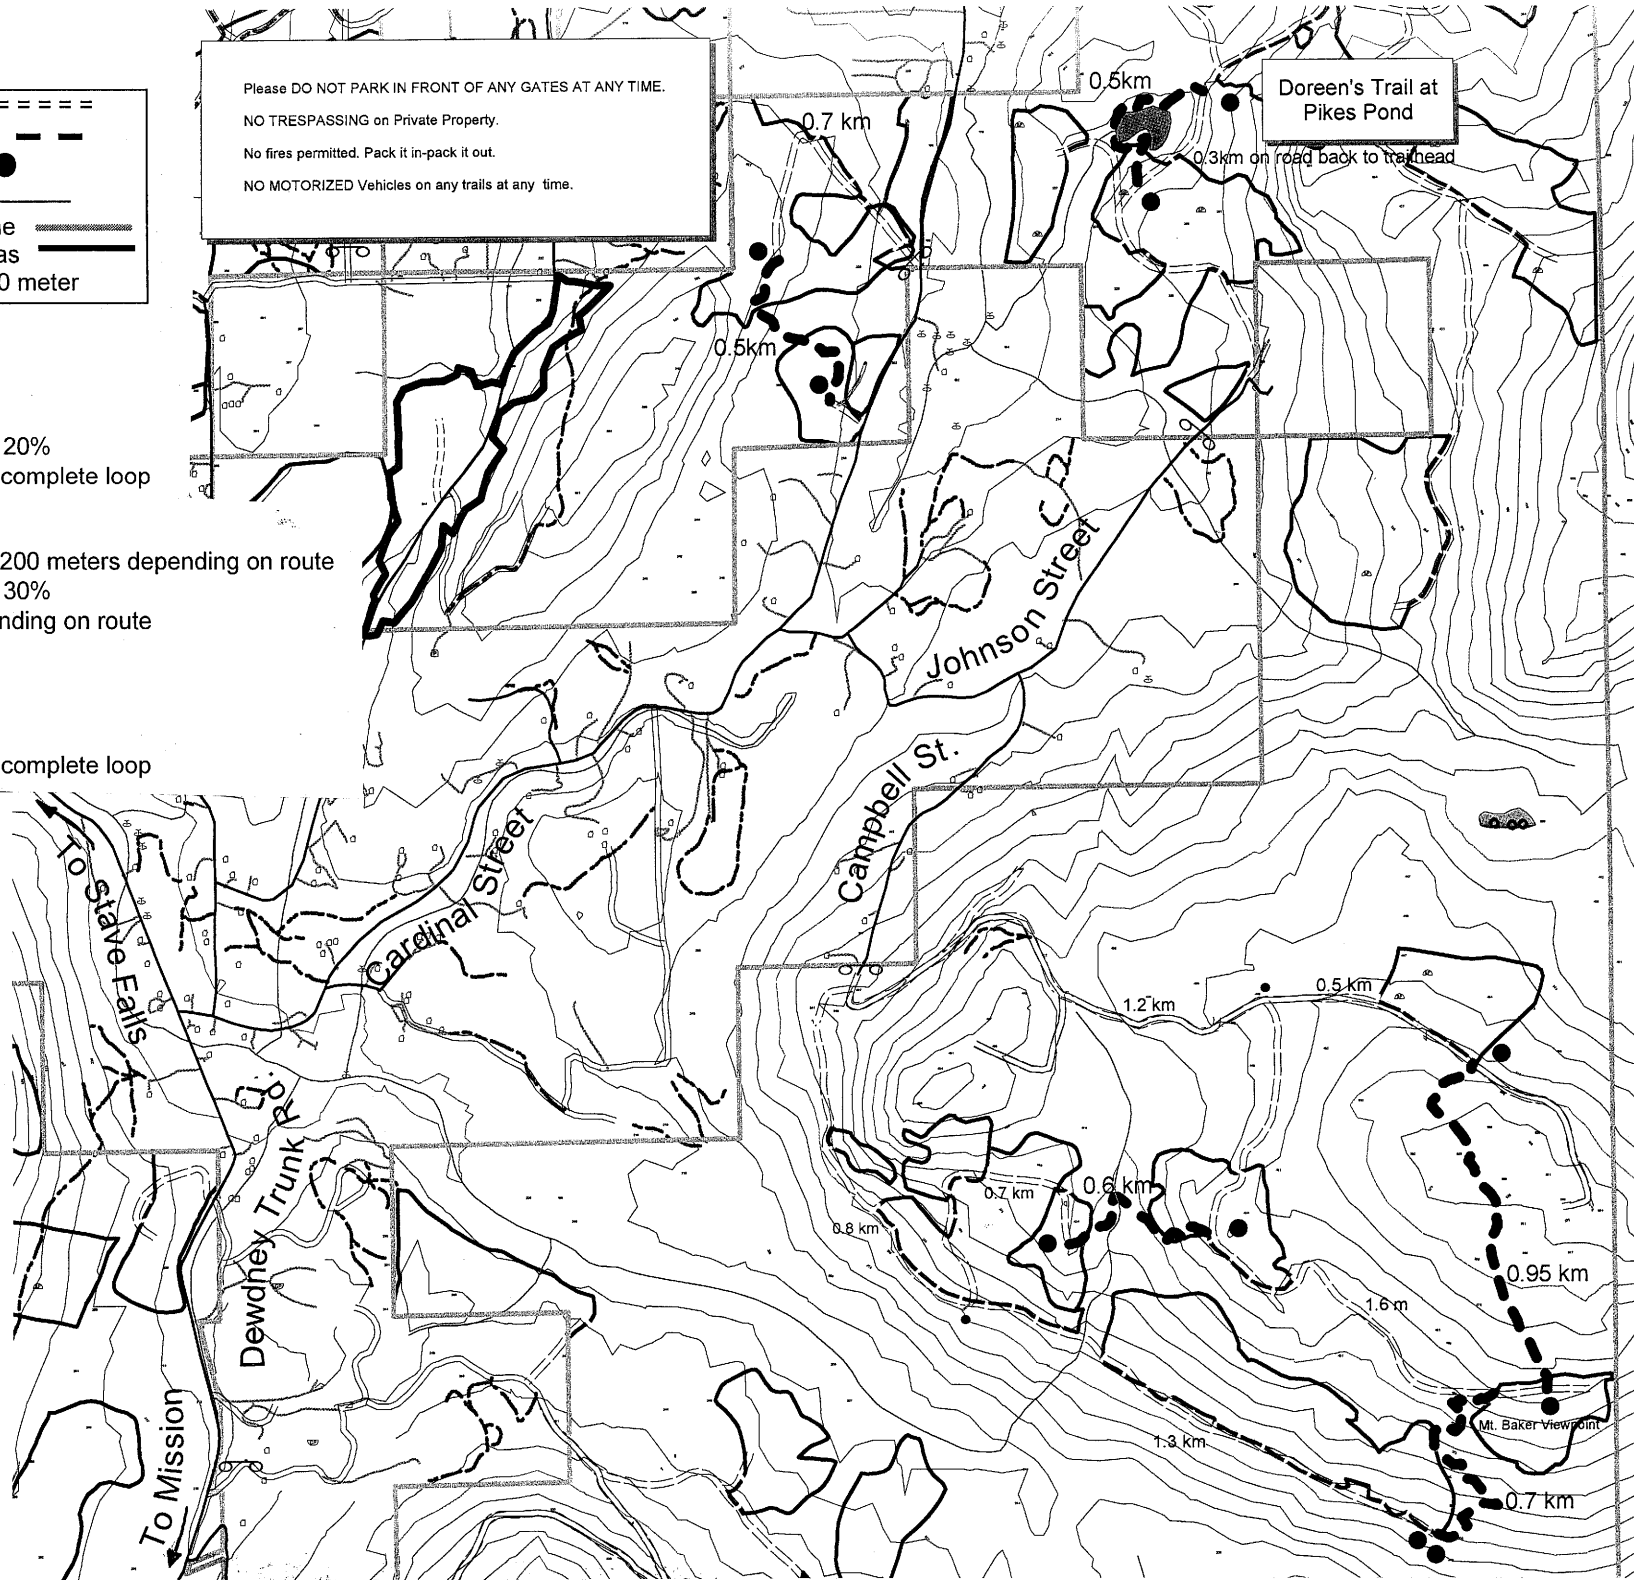 Please DO NOT PARK IN FRONT OF ANY GATES AT ANY TIME.
NO TRESPASSING on Private Property.
No fires permitted. Pack it in-pack it out.
NO MOTORIZED Vehicles on any trails at any time.
0.5km
Doreen's Trail at
Pikes Pond
0.7 km
0.3km on road back to trailhead
e
as
0 meter
0.5km
20%
complete loop
200 meters depending on route
30%
nding on route
complete loop
Johnson Street
Campbell St.
Cardinal Street
To Stave Falls
Dewdney Trunk Rd.
To Mission
1.2 km
0.5 km
0.7 km
0.6 km
0.8 km
0.95 km
1.6 m
Mt. Baker Viewpoint
1.3 km
0.7 km